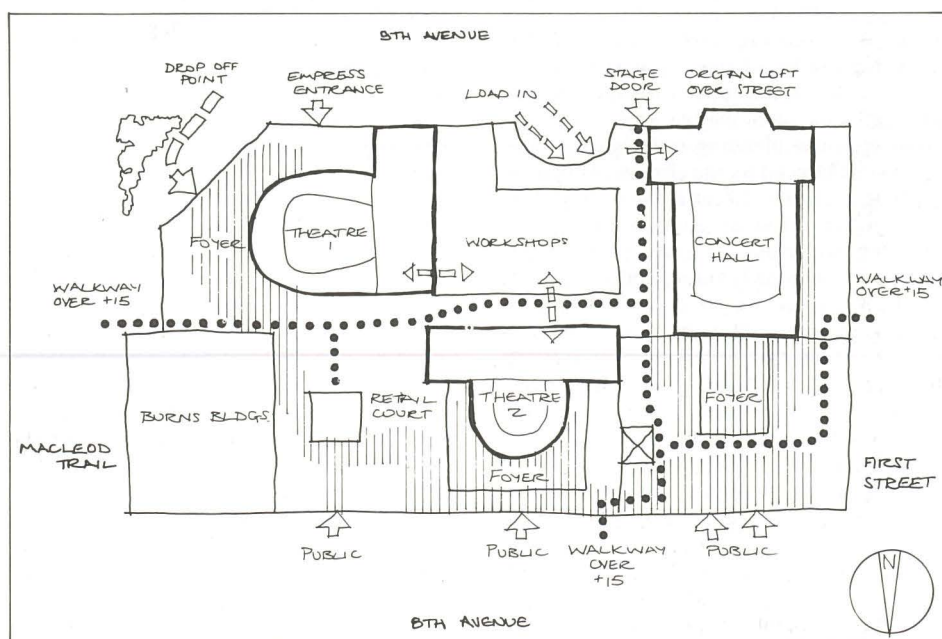 9TH AVENUE
DROP OFF
POINT
EMPRESS
ENTRANCE
LOAD IN
STAGE
DOOR
ORGAN LOFT
OVER STREET
FOYER
THEATRE
1
WORKSHOPS
CONCERT
HALL
WALKWAY
OVER +15
WALKWAY
OVER +15
BURNS BLDGS.
RETAIL
COURT
THEATRE
2
FOYER
FOYER
MACLEOD
TRAIL
FIRST
STREET
PUBLIC
PUBLIC
WALKWAY
OVER
+15
PUBLIC
N
8TH AVENUE